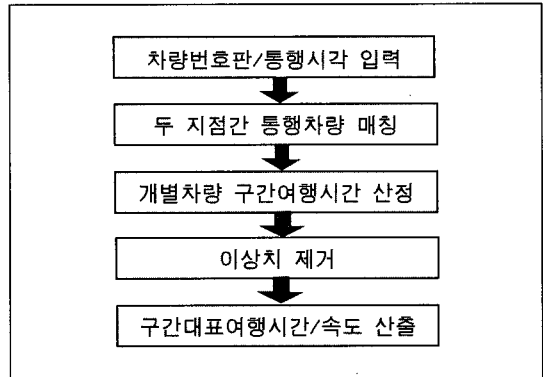 차량번호판/통행시각 입력
두 지점간 통행차량 매칭
개별차량 구간여행시간 산정
이상치 제거
구간대표여행시간/속도 산출